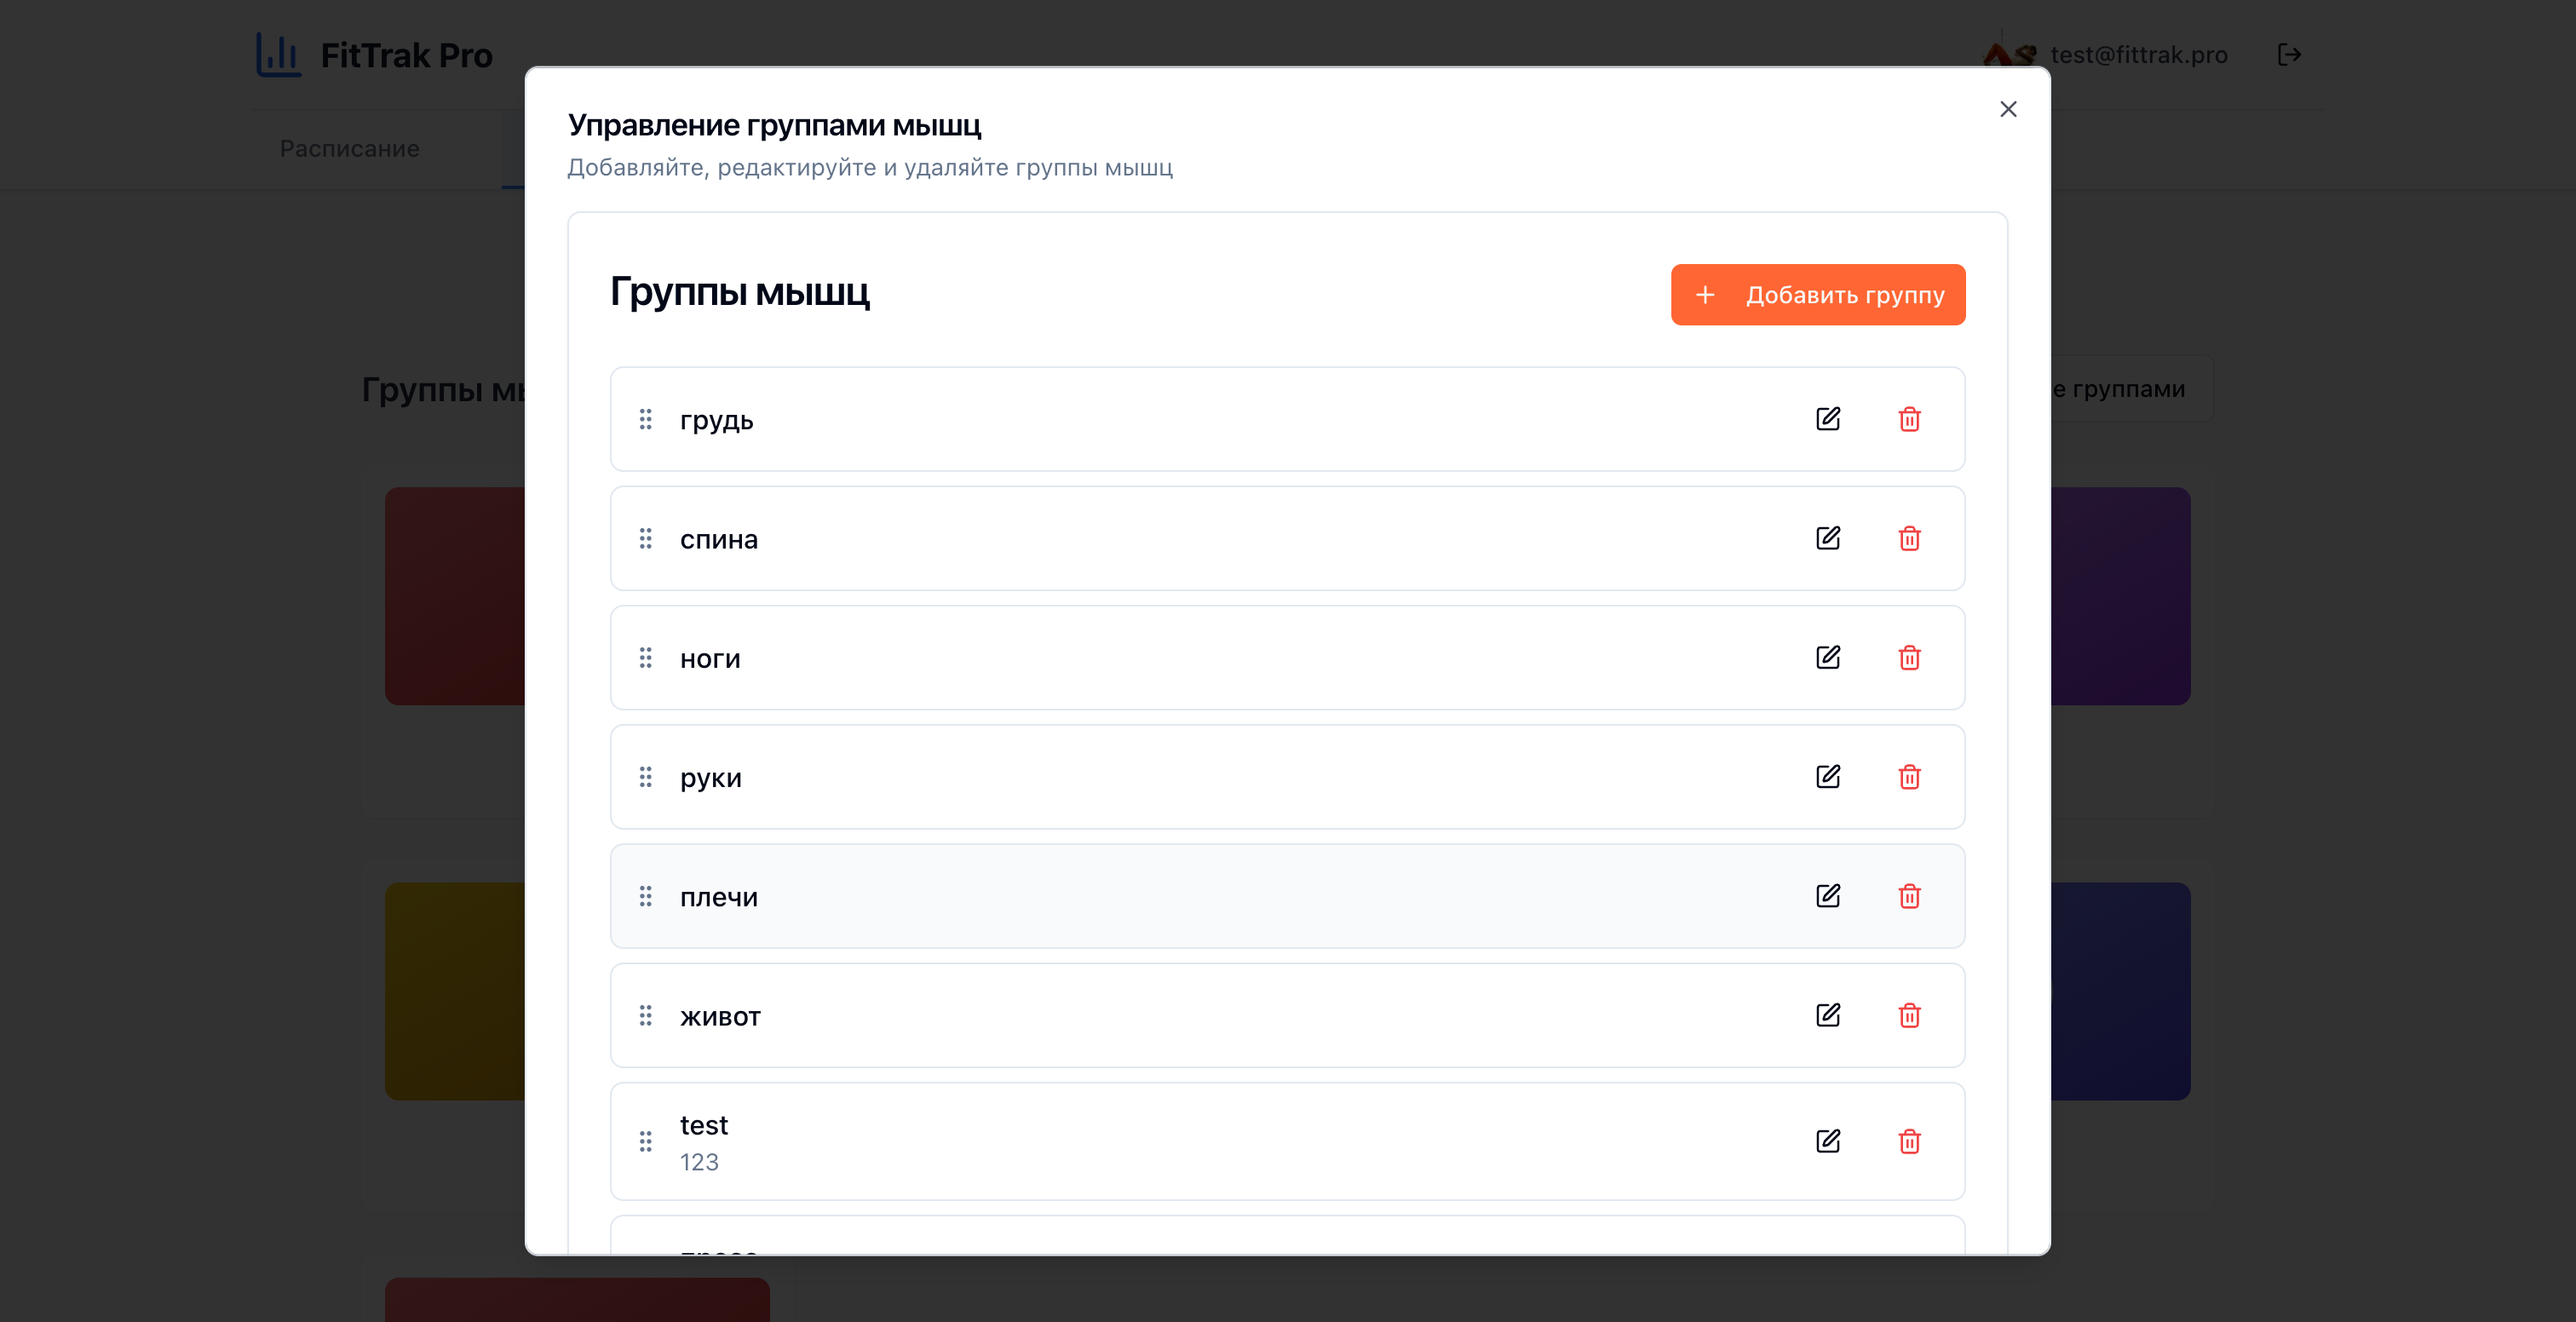 FitTrak Pro
test@fittrak.pro
Расписание
Управление группами мышц
Добавляйте, редактируйте и удаляйте группы мышц
Группы мышц
Добавить группу
Группы
е группами
грудь
спина
ноги
руки
плечи
живот
test
123